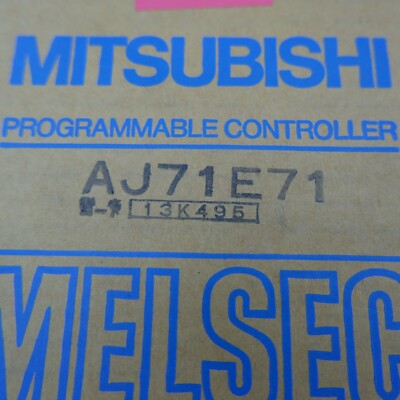 MITSUBISHI
PROGRAMMABLE CONTROLLER
AJ71E71
13K495
MELSEC